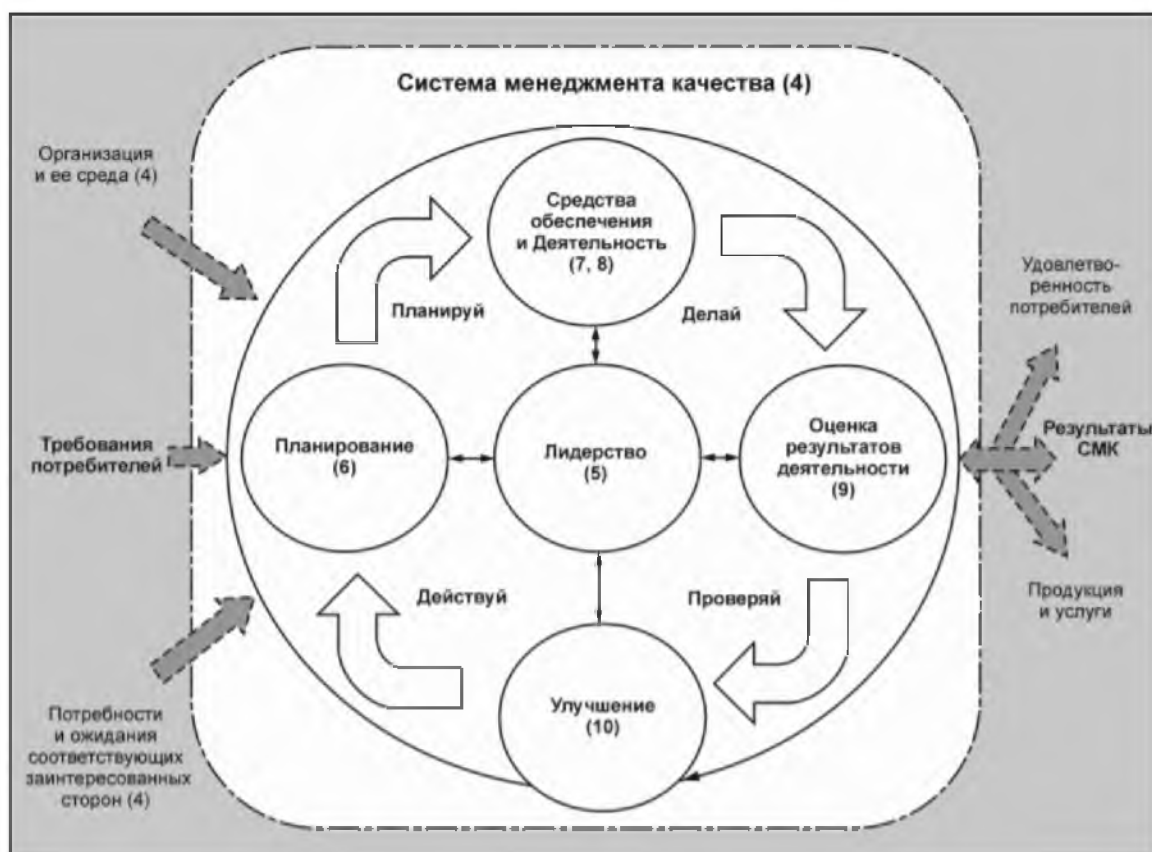 Система менеджмента качества (4)
Организация
и ее среда (4)
Средства
обеспечения
и Деятельность
(7, 8)
Удовлетво-
ренность
потребителей
Планируй
Делай
Требования
потребителей
Планирование
(6)
Лидерство
(5)
Оценка
результатов
деятельности
(9)
Результаты
СМК
Действуй
Проверяй
Продукция
и услуги
Улучшение
(10)
Потребности
и ожидания
соответствующих
заинтересованных
сторон (4)